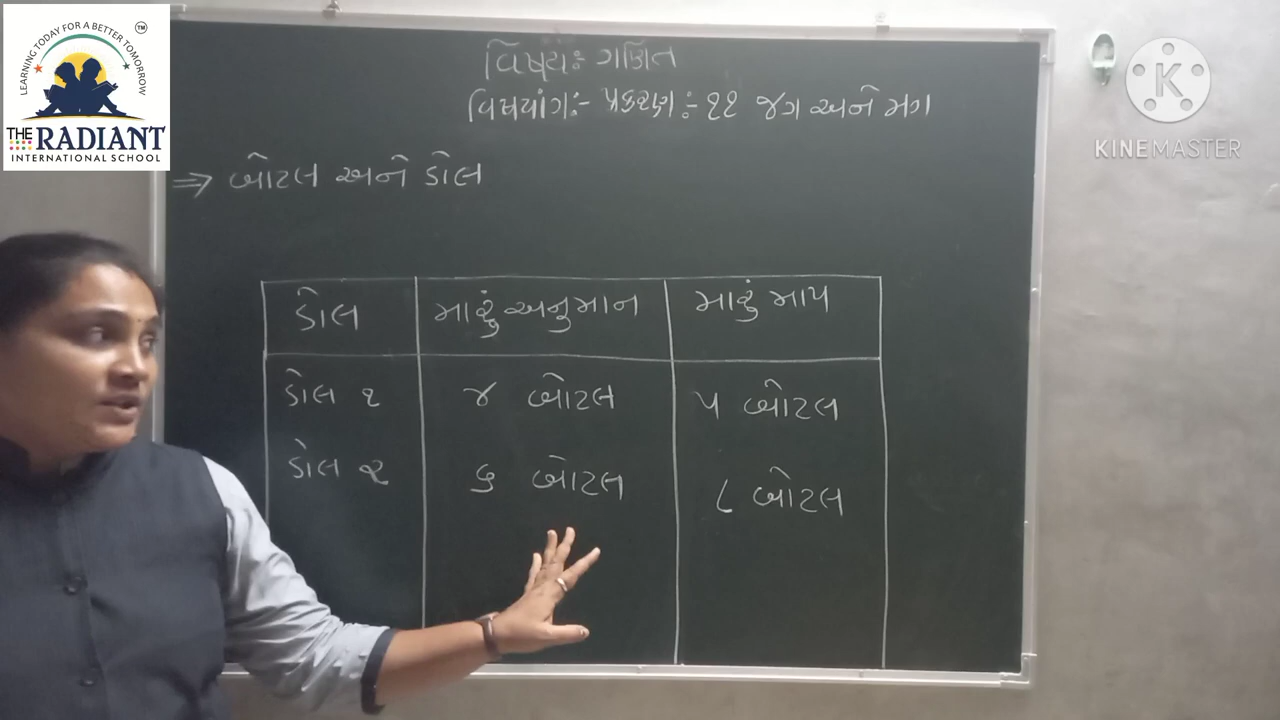 LEARNING TODAY FOR A BETTER TOMORROW
TM
THE RADIANT
INTERNATIONAL SCHOOL
K
KINEMASTER
વિષયઃ- ગણિત
વિષયાંગઃ- પ્રકરણઃ- ૧૧ જગ અને મગ
⇒ બોટલ અને ડોલ
ડોલ મારું અનુમાન મારું માપ
ડોલ ૧ ૪ બોટલ ૫ બોટલ
ડોલ ૨ ૬ બોટલ ૮ બોટલ